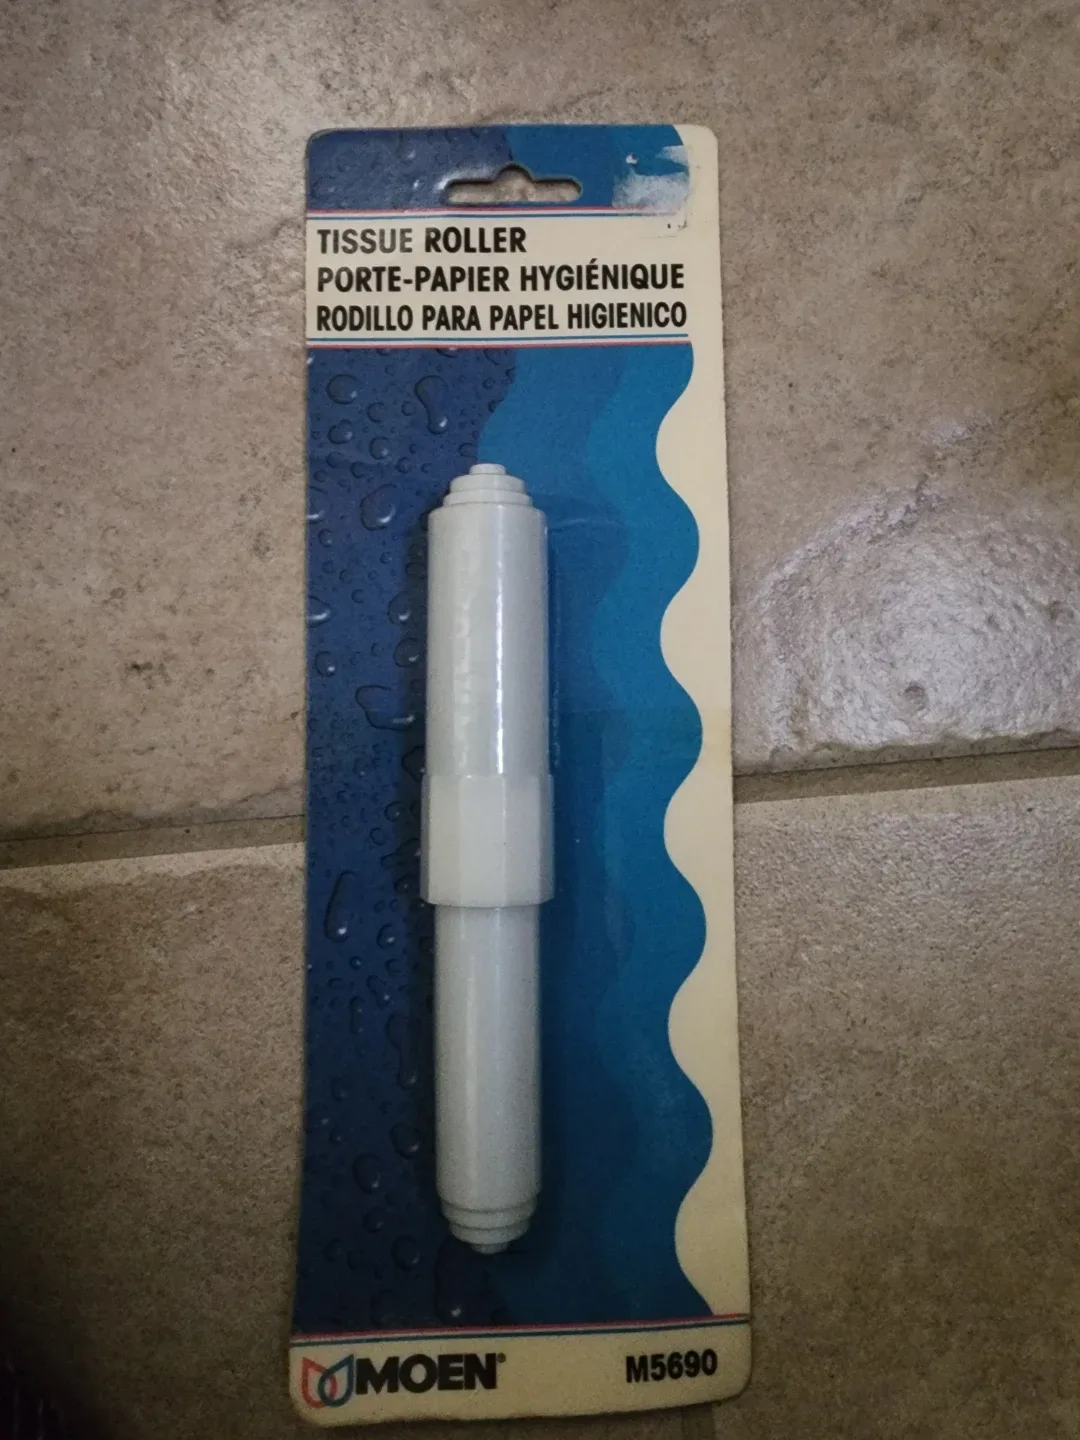 TISSUE ROLLER
PORTE-PAPIER HYGIÉNIQUE
RODILLO PARA PAPEL HIGIENICO
MOEN®
M5690